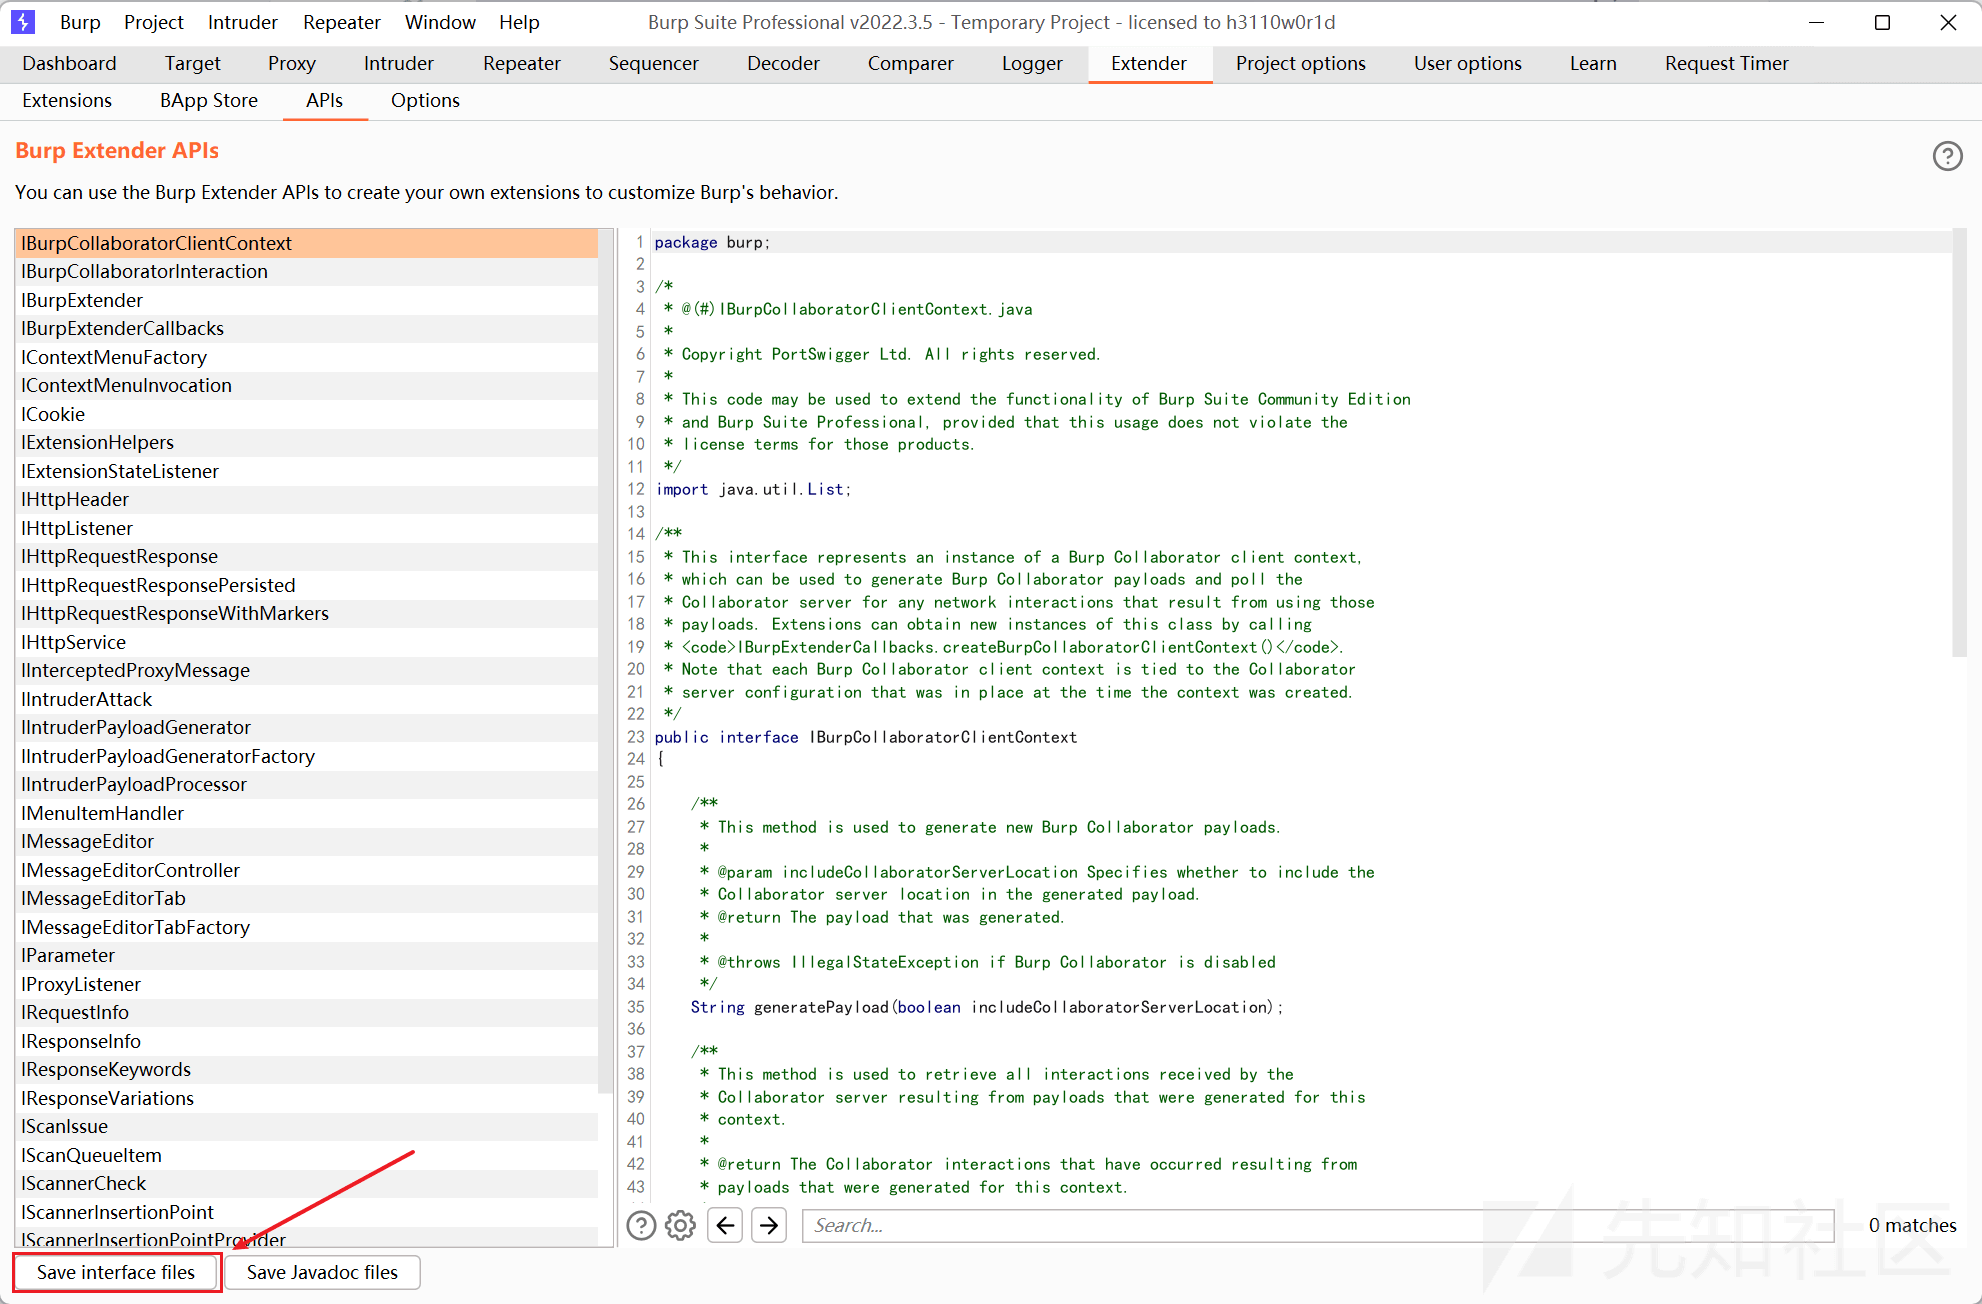 Burp Project Intruder Repeater Window Help Burp Suite Professional v2022.3.5 - Temporary Project - licensed to h3110w0r1d
Dashboard Target Proxy Intruder Repeater Sequencer Decoder Comparer Logger Extender Project options User options Learn Request Timer
Extensions BApp Store APIs Options
Burp Extender APIs
You can use the Burp Extender APIs to create your own extensions to customize Burp's behavior.
IBurpCollaboratorClientContext
IBurpCollaboratorInteraction
IBurpExtender
IBurpExtenderCallbacks
IContextMenuFactory
IContextMenuInvocation
ICookie
IExtensionHelpers
IExtensionStateListener
IHttpHeader
IHttpListener
IHttpRequestResponse
IHttpRequestResponsePersisted
IHttpRequestResponseWithMarkers
IHttpService
IInterceptedProxyMessage
IIntruderAttack
IIntruderPayloadGenerator
IIntruderPayloadGeneratorFactory
IIntruderPayloadProcessor
IMenuItemHandler
IMessageEditor
IMessageEditorController
IMessageEditorTab
IMessageEditorTabFactory
IParameter
IProxyListener
IRequestInfo
IResponseInfo
IResponseKeywords
IResponseVariations
IScanIssue
IScanQueueItem
IScannerCheck
IScannerInsertionPoint
IScannerInsertionPointProvider
1 package burp;
2
3 /*
4 * @(#)IBurpCollaboratorClientContext.java
5 *
6 * Copyright PortSwigger Ltd. All rights reserved.
7 *
8 * This code may be used to extend the functionality of Burp Suite Community Edition
9 * and Burp Suite Professional, provided that this usage does not violate the
10 * license terms for those products.
11 */
12 import java.util.List;
13
14 /**
15 * This interface represents an instance of a Burp Collaborator client context,
16 * which can be used to generate Burp Collaborator payloads and poll the
17 * Collaborator server for any network interactions that result from using those
18 * payloads. Extensions can obtain new instances of this class by calling
19 * <code>IBurpExtenderCallbacks.createBurpCollaboratorClientContext()</code>.
20 * Note that each Burp Collaborator client context is tied to the Collaborator
21 * server configuration that was in place at the time the context was created.
22 */
23 public interface IBurpCollaboratorClientContext
24 {
25
26 /**
27 * This method is used to generate new Burp Collaborator payloads.
28 *
29 * @param includeCollaboratorServerLocation Specifies whether to include the
30 * Collaborator server location in the generated payload.
31 * @return The payload that was generated.
32 *
33 * @throws IllegalStateException if Burp Collaborator is disabled
34 */
35 String generatePayload(boolean includeCollaboratorServerLocation);
36
37 /**
38 * This method is used to retrieve all interactions received by the
39 * Collaborator server resulting from payloads that were generated for this
40 * context.
41 *
42 * @return The Collaborator interactions that have occurred resulting from
43 * payloads that were generated for this context.
Search... 0 matches
Save interface files Save Javadoc files
先知社区